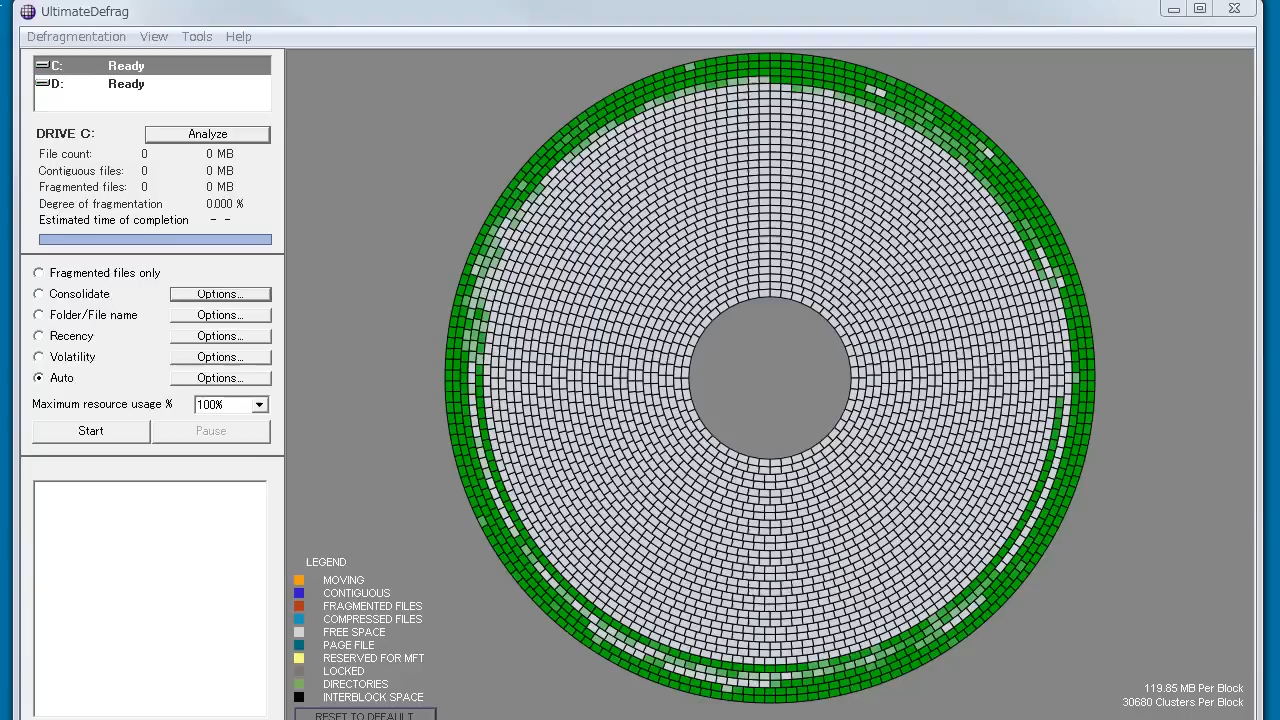 UltimateDefrag
Defragmentation View Tools Help
C: Ready
D: Ready
DRIVE C: Analyze
File count: 0 0 MB
Contiguous files: 0 0 MB
Fragmented files: 0 0 MB
Degree of fragmentation 0.000 %
Estimated time of completion - -
Fragmented files only
Consolidate Options...
Folder/File name Options...
Recency Options...
Volatility Options...
Auto Options...
Maximum resource usage % 100%
Start Pause
LEGEND
MOVING
CONTIGUOUS
FRAGMENTED FILES
COMPRESSED FILES
FREE SPACE
PAGE FILE
RESERVED FOR MFT
LOCKED
DIRECTORIES
INTERBLOCK SPACE
RESET TO DEFAULT
119.85 MB Per Block
30680 Clusters Per Block